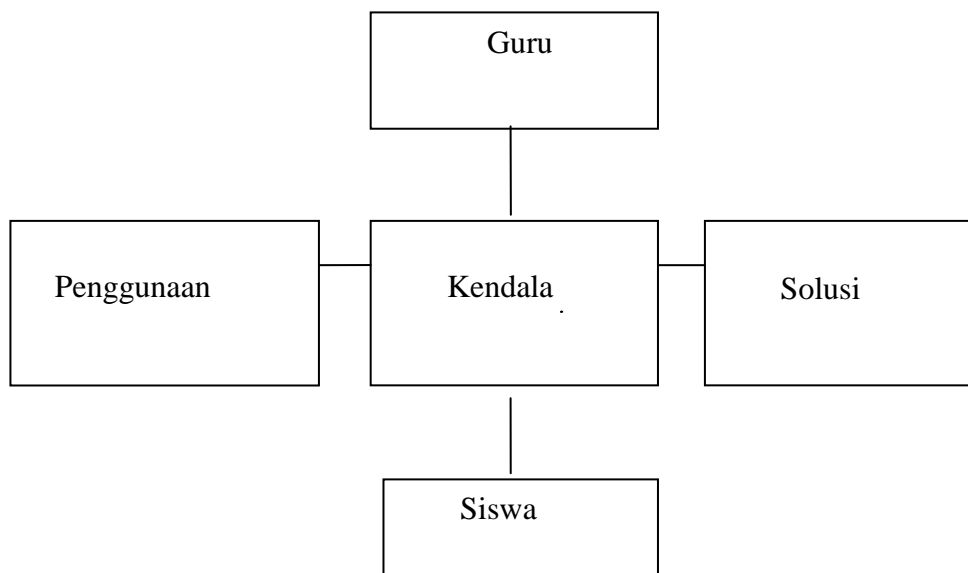 Guru
Penggunaan
Kendala
.
Solusi
Siswa